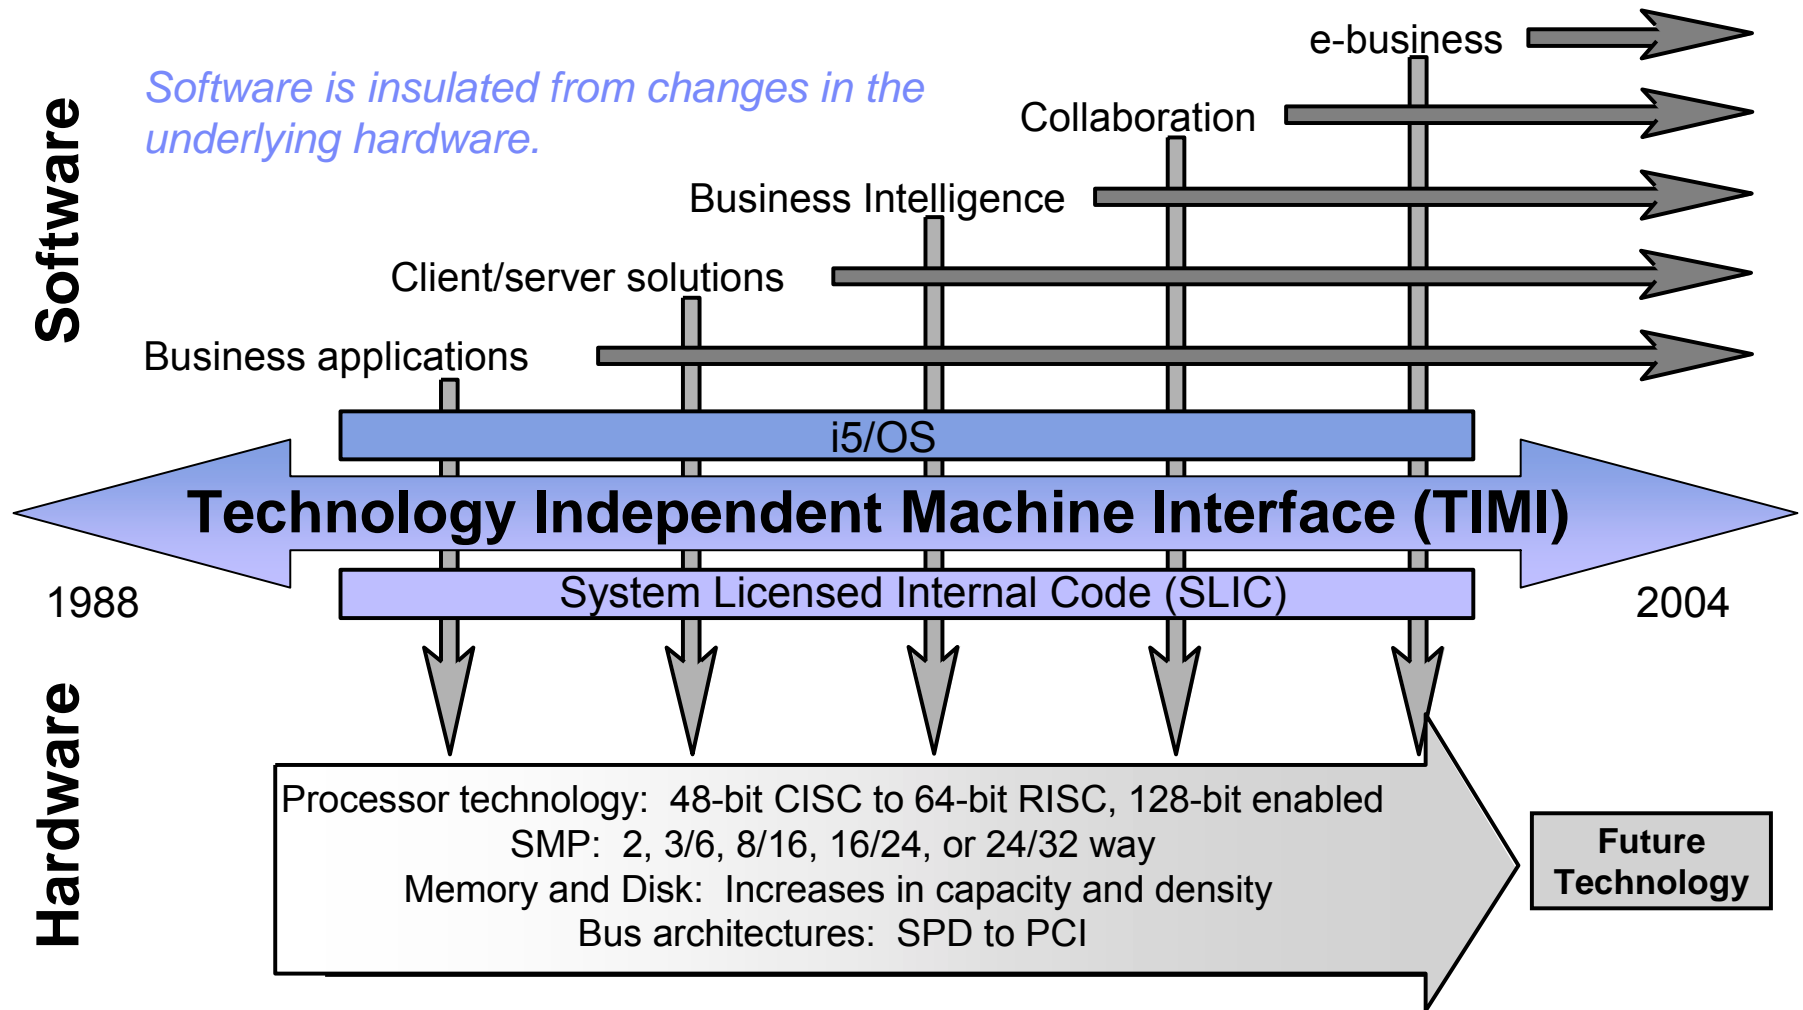 e-business
Software is insulated from changes in the
underlying hardware.
Collaboration
Business Intelligence
Client/server solutions
Business applications
Software
i5/OS
Technology Independent Machine Interface (TIMI)
System Licensed Internal Code (SLIC)
1988
2004
Hardware
Processor technology: 48-bit CISC to 64-bit RISC, 128-bit enabled
SMP: 2, 3/6, 8/16, 16/24, or 24/32 way
Memory and Disk: Increases in capacity and density
Bus architectures: SPD to PCI
Future
Technology